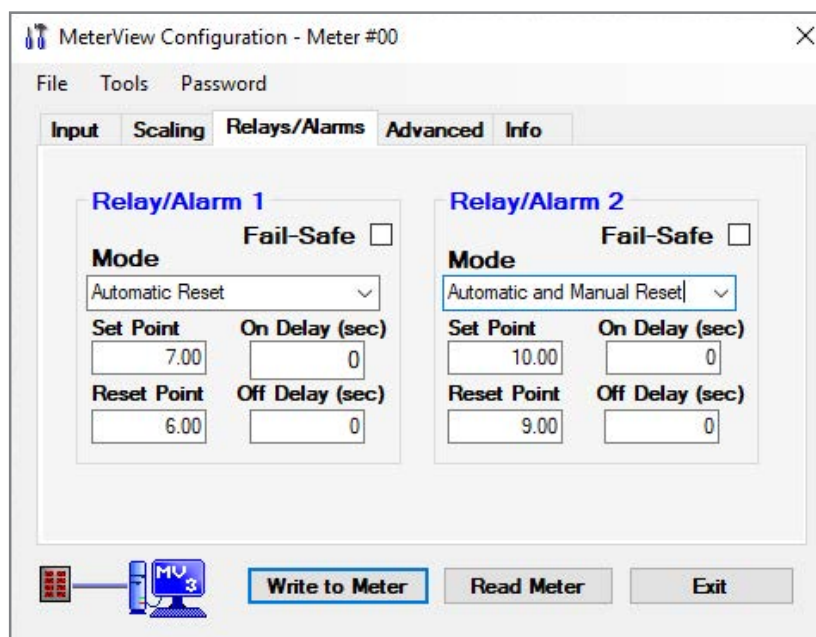 MeterView Configuration - Meter #00
File Tools Password
Input Scaling Relays/Alarms Advanced Info
Relay/Alarm 1
Fail-Safe
Mode
Automatic Reset
Set Point On Delay (sec)
7.00 0
Reset Point Off Delay (sec)
6.00 0
Relay/Alarm 2
Fail-Safe
Mode
Automatic and Manual Reset
Set Point On Delay (sec)
10.00 0
Reset Point Off Delay (sec)
9.00 0
MV
3
Write to Meter Read Meter Exit